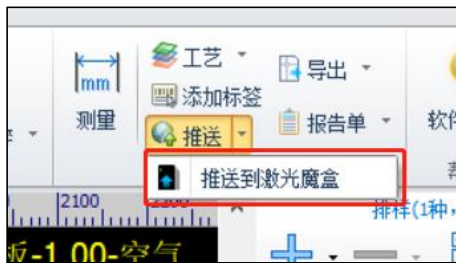 mm
测量
工艺
添加标签
推送
导出
报告单
软件
推送到激光魔盒
2100
排样(1种,
板-1.00-空气